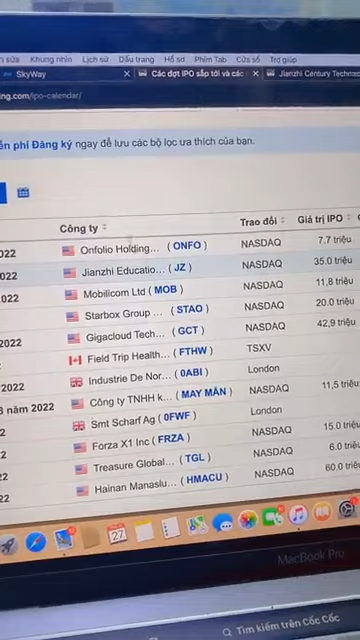 sửa Khung nhìn Lịch sử Dấu trang Hồ sơ Phím Tab Cửa sổ Trợ giúp
SkyWay × Các đợt IPO sắp tới và các × Jianzhi Century Techno
ng.com/ipo-calendar/
ễn phí Đăng ký ngay để lưu các bộ lọc ưa thích của bạn.
Công ty Trao đổi Giá trị IPO
2022 Onfolio Holding... ( ONFO ) NASDAQ 7.7 triệu
2022 Jianzhi Educatio... ( JZ ) NASDAQ 35.0 triệu
2022 Mobilicom Ltd ( MOB ) NASDAQ 11,8 triệu
Starbox Group ... ( STAO ) NASDAQ 20.0 triệu
2022 Gigacloud Tech... ( GCT ) NASDAQ 42,9 triệu
Field Trip Health... ( FTHW ) TSXV
2022 Industrie De Nor... ( 0ABI ) London
8 năm 2022 Công ty TNHH k... ( MAY MẮN ) NASDAQ 11,5 triệu
2 Smt Scharf Ag ( 0FWF ) London
Forza X1 Inc ( FRZA ) NASDAQ 15.0 triệu
2 Treasure Global... ( TGL ) NASDAQ 6.0 triệu
22 Hainan Manaslu... ( HMACU ) NASDAQ 60.0 triệu
27
MacBook Pro
Tìm kiếm trên Cốc Cốc